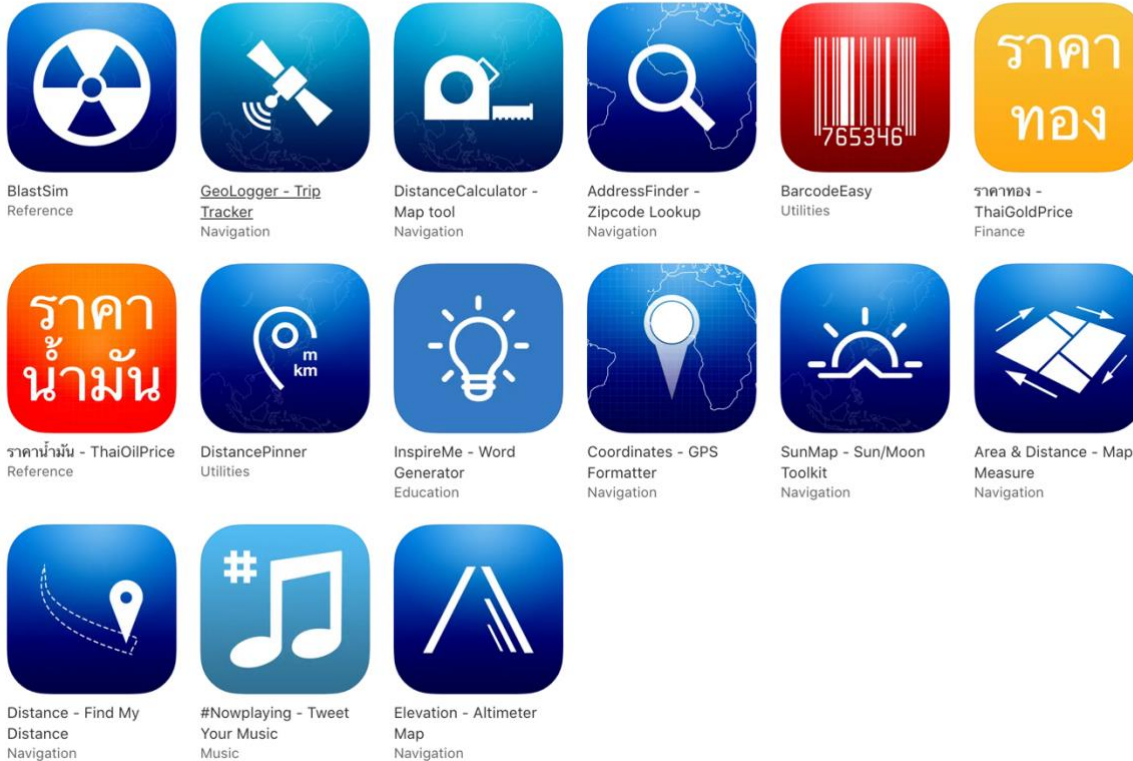 765346
ราคา
ทอง
BlastSim
Reference
GeoLogger - Trip
Tracker
Navigation
DistanceCalculator -
Map tool
Navigation
AddressFinder -
Zipcode Lookup
Navigation
BarcodeEasy
Utilities
ราคาทอง -
ThaiGoldPrice
Finance
ราคา
น้ำมัน
m
km
ราคาน้ำมัน - ThaiOilPrice
Reference
DistancePinner
Utilities
InspireMe - Word
Generator
Education
Coordinates - GPS
Formatter
Navigation
SunMap - Sun/Moon
Toolkit
Navigation
Area & Distance - Map
Measure
Navigation
#
Distance - Find My
Distance
Navigation
#Nowplaying - Tweet
Your Music
Music
Elevation - Altimeter
Map
Navigation